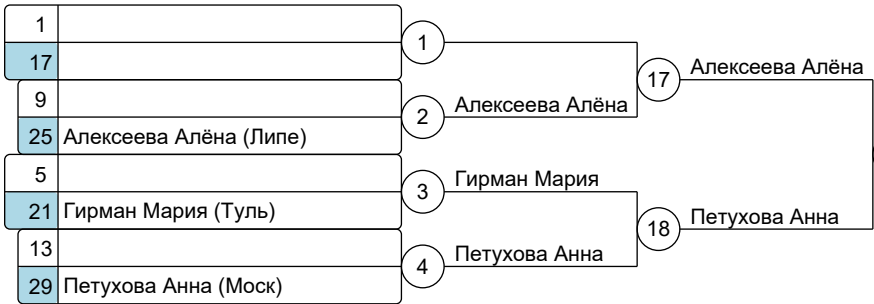 1
17
1
9
25 Алексеева Алёна (Липе)
2
Алексеева Алёна
17
Алексеева Алёна
5
21 Гирман Мария (Туль)
3
Гирман Мария
13
29 Петухова Анна (Моск)
4
Петухова Анна
18
Петухова Анна